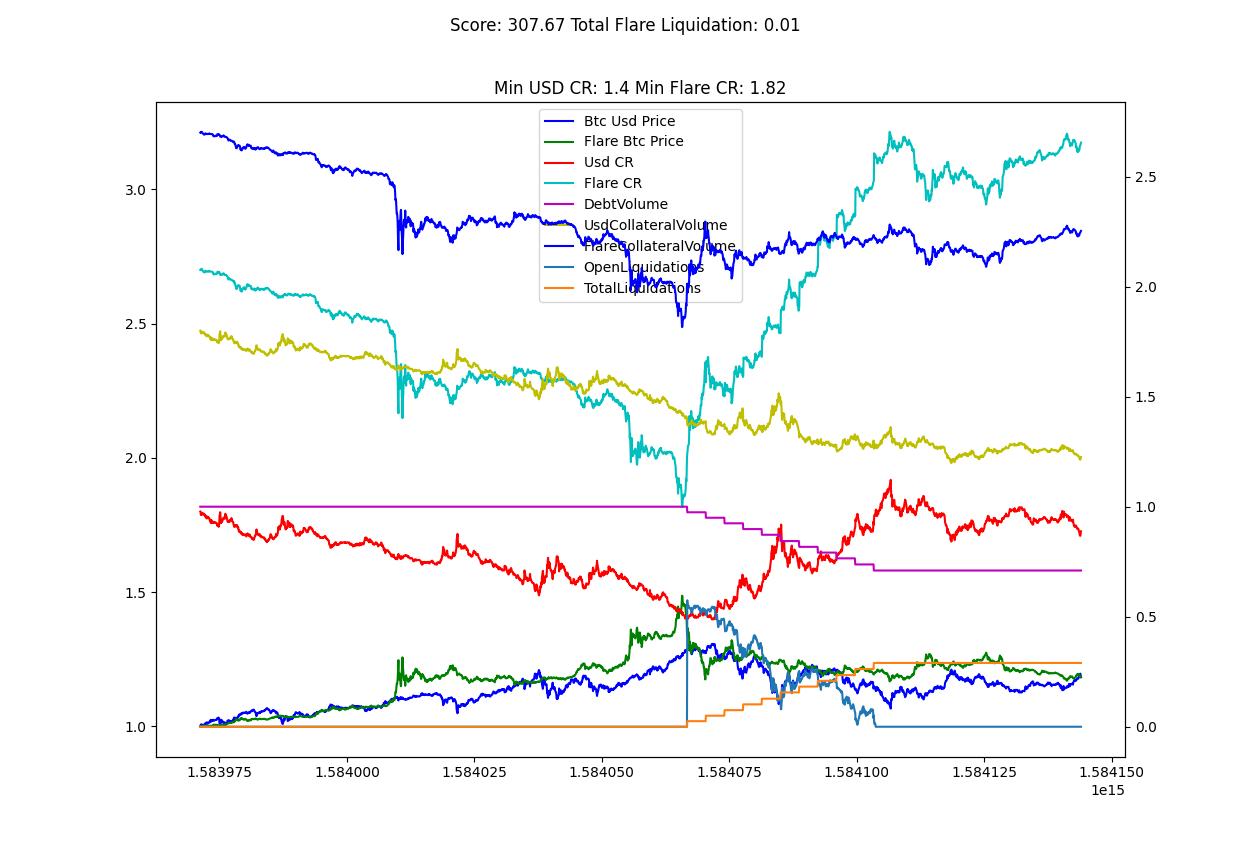 Score: 307.67 Total Flare Liquidation: 0.01
Min USD CR: 1.4 Min Flare CR: 1.82
Btc Usd Price
Flare Btc Price
Usd CR
Flare CR
DebtVolume
UsdCollateralVolume
FlareCollateralVolume
OpenLiquidations
TotalLiquidations
3.0
2.5
2.0
1.5
1.0
2.5
2.0
1.5
1.0
0.5
0.0
1.583975 1.584000 1.584025 1.584050 1.584075 1.584100 1.584125 1.584150
1e15